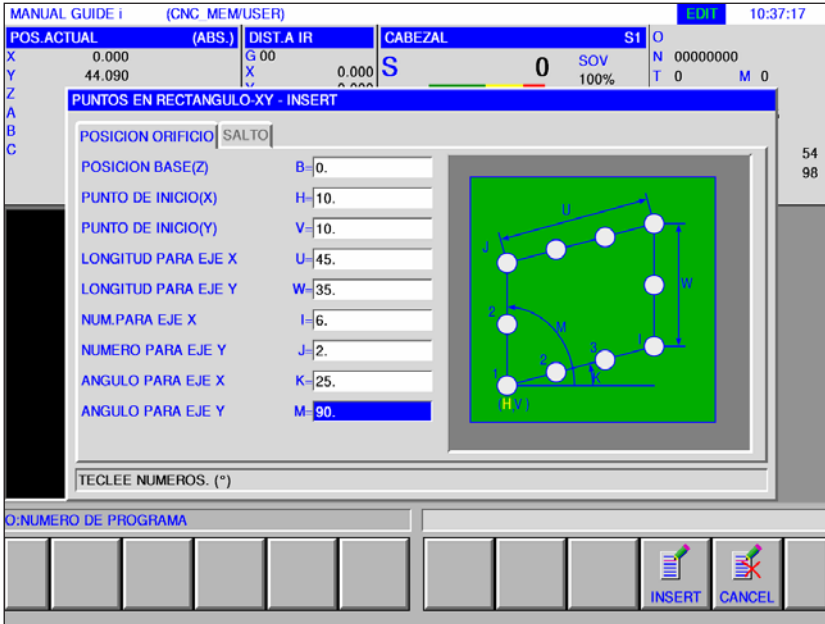 MANUAL GUIDE i (CNC_MEM/USER) EDIT 10:37:17
POS.ACTUAL (ABS.) DIST.A IR CABEZAL S1 O
X 0.000 G 00 S 0 SOV N 00000000
Y 44.090 X 0.000 100% T 0 M 0
Z
PUNTOS EN RECTANGULO-XY - INSERT
A
B
C
POSICION ORIFICIO SALTO
54
98
POSICION BASE(Z) B=0.
PUNTO DE INICIO(X) H=10.
PUNTO DE INICIO(Y) V=10.
LONGITUD PARA EJE X U=45.
LONGITUD PARA EJE Y W=35.
NUM.PARA EJE X I=6.
NUMERO PARA EJE Y J=2.
ANGULO PARA EJE X K=25.
ANGULO PARA EJE Y M=90.
U
J
W
2
M
1 2 3 I
K
(H,V)
TECLEE NUMEROS. (°)
O:NUMERO DE PROGRAMA
INSERT CANCEL